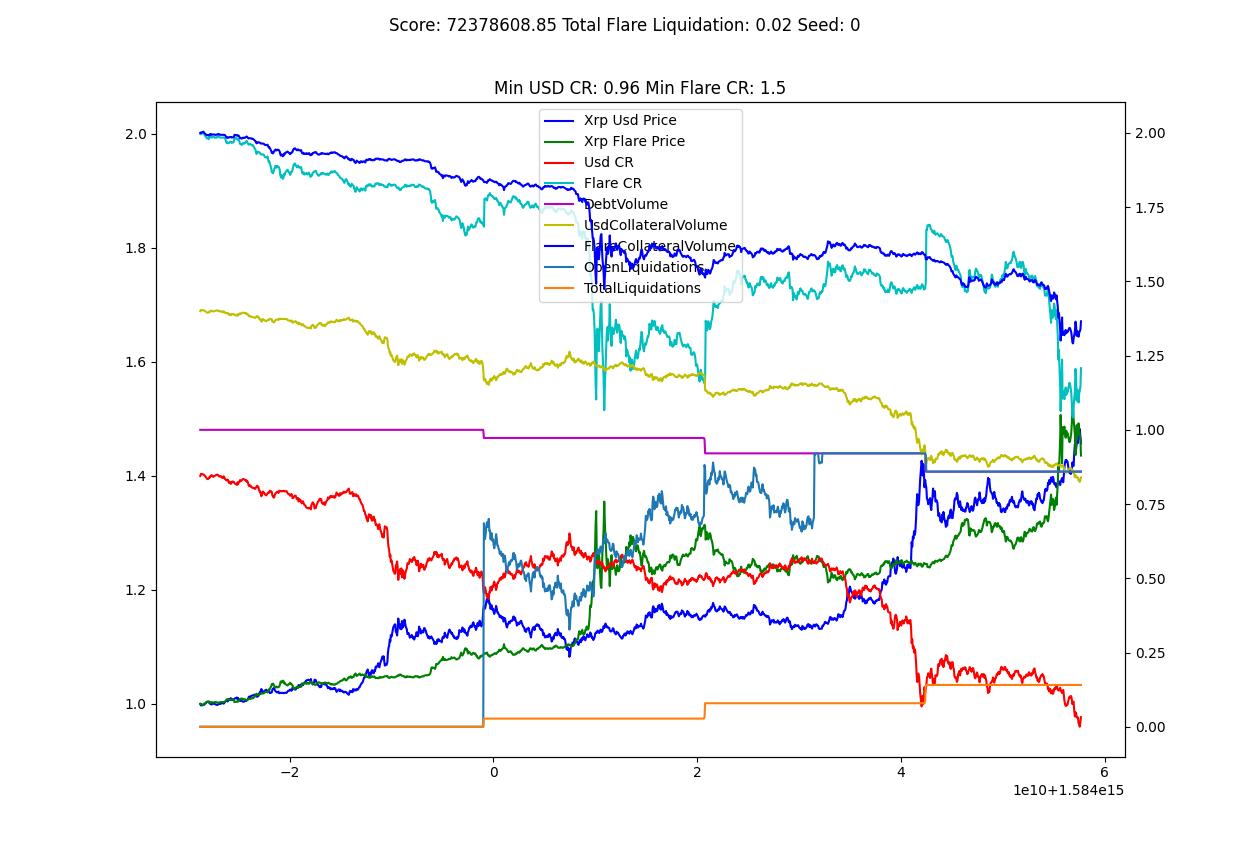 Score: 72378608.85 Total Flare Liquidation: 0.02 Seed: 0
Min USD CR: 0.96 Min Flare CR: 1.5
Xrp Usd Price
Xrp Flare Price
Usd CR
Flare CR
DebtVolume
UsdCollateralVolume
FlareCollateralVolume
OpenLiquidations
TotalLiquidations
2.0
1.8
1.6
1.4
1.2
1.0
2.00
1.75
1.50
1.25
1.00
0.75
0.50
0.25
0.00
−2
0
2
4
6
1e10+1.584e15